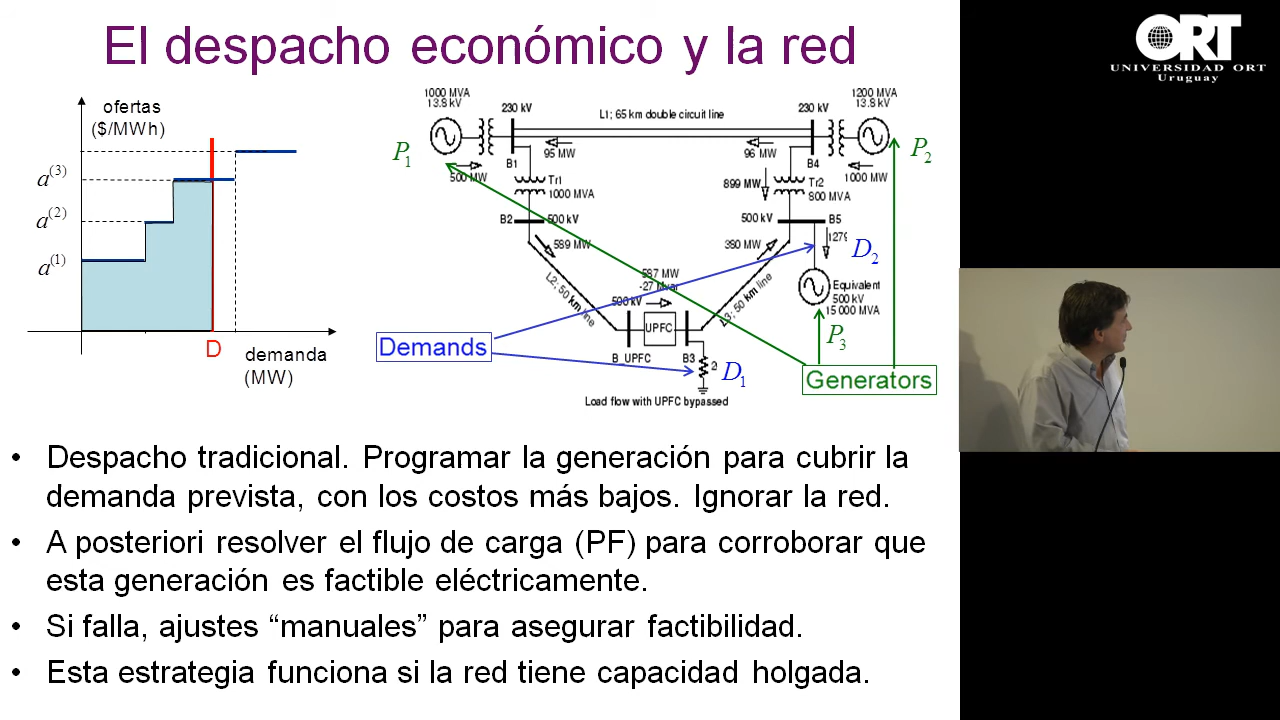 El despacho económico y la red
ORT
UNIVERSIDAD ORT
Uruguay
ofertas
($/MWh)
a(3)
a(2)
a(1)
D
demanda
(MW)
1000 MVA
13.8 kV
230 kV
L1; 65 km double circuit line
230 kV
1200 MVA
13.8 kV
P1
P2
95 MW
96 MW
B1
B4
500 MW
1000 MW
Tr1
1000 MVA
899 MW
Tr2
800 MVA
B2
500 kV
500 kV
B5
589 MW
380 MW
D2
587 MW
L2; 50 km line
500 kV
L3; 50 km line
Equivalent
500 kV
15 000 MVA
UPFC
P3
Demands
B UPFC
B3
2
D1
Generators
Load flow with UPFC bypassed
• Despacho tradicional. Programar la generación para cubrir la
demanda prevista, con los costos más bajos. Ignorar la red.
• A posteriori resolver el flujo de carga (PF) para corroborar que
esta generación es factible eléctricamente.
• Si falla, ajustes “manuales” para asegurar factibilidad.
• Esta estrategia funciona si la red tiene capacidad holgada.